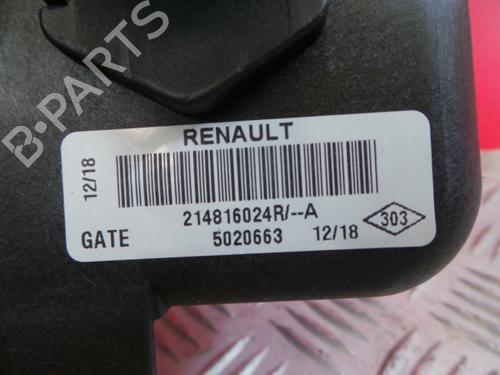 B-PARTS
RENAULT
12/18
214816024R/--A
GATE
5020663
12/18
303